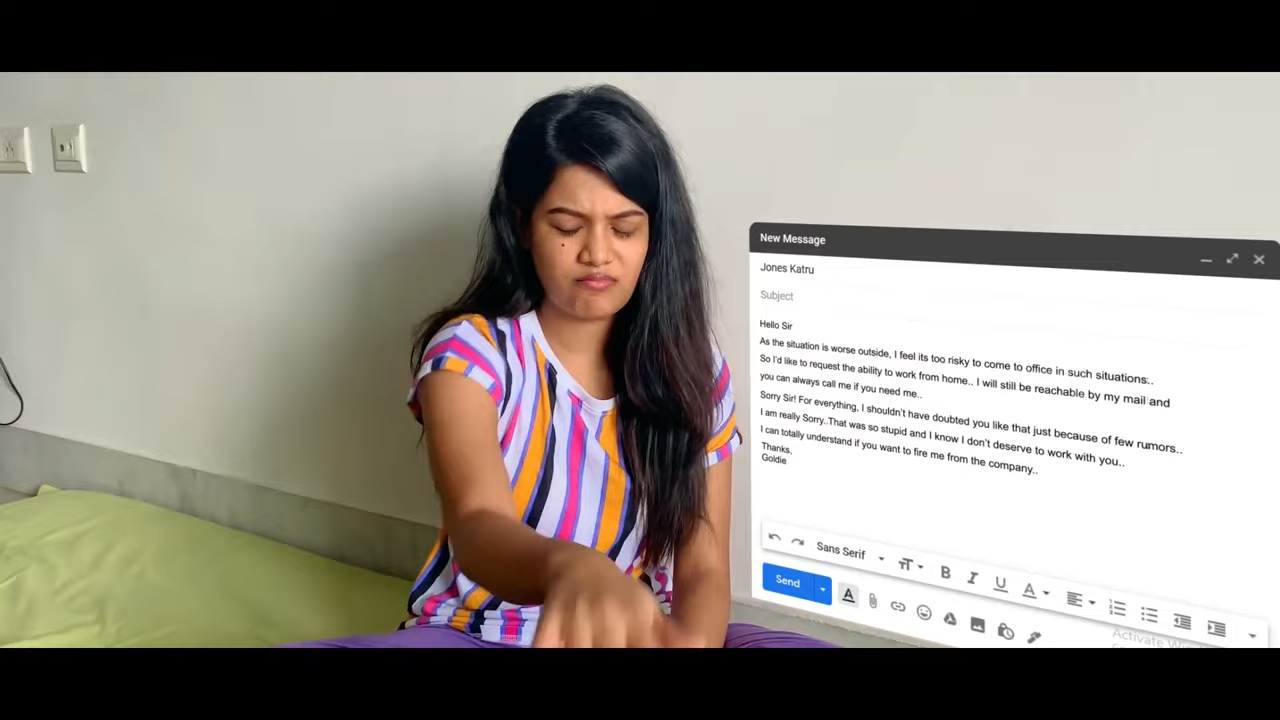 New Message
Jones Katru
Subject
Hello Sir
As the situation is worse outside, I feel its too risky to come to office in such situations..
So I'd like to request the ability to work from home.. I will still be reachable by my mail and
you can always call me if you need me..
Sorry Sir! For everything, I shouldn't have doubted you like that just because of few rumors..
I am really Sorry..That was so stupid and I know I don't deserve to work with you..
I can totally understand if you want to fire me from the company..
Thanks,
Goldie
Sans Serif
Send
Activate